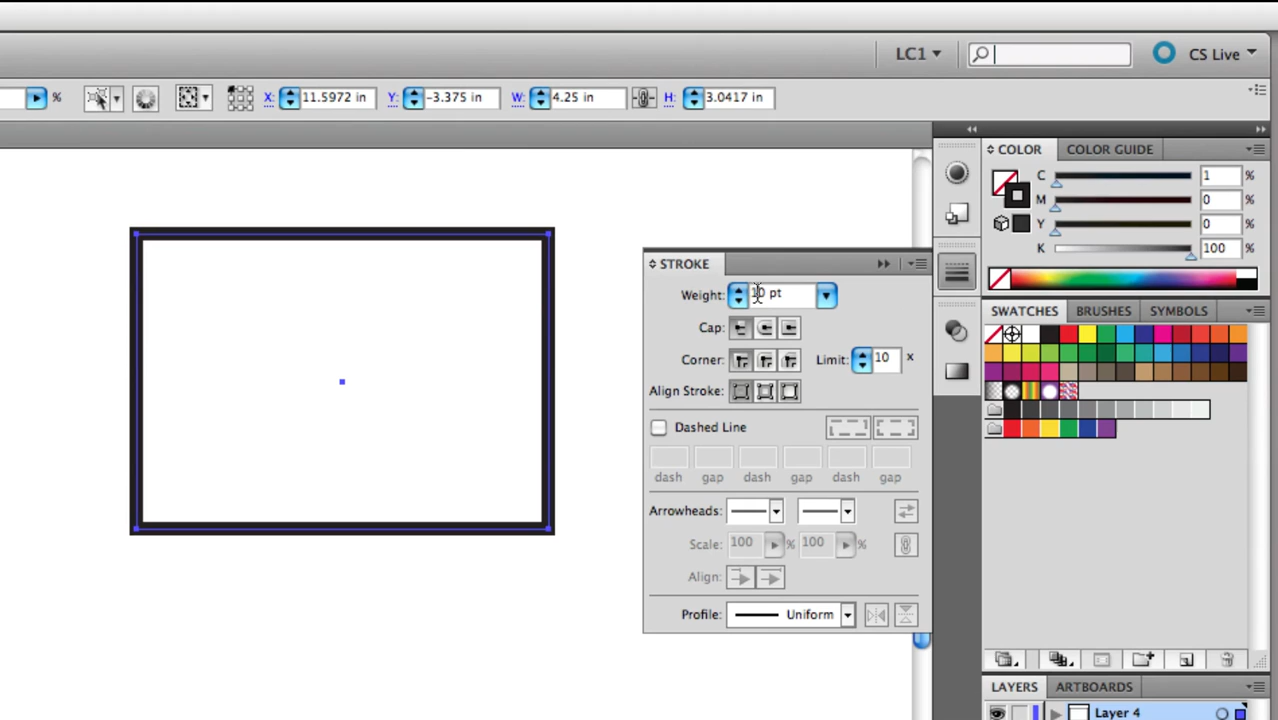 LC1
CS Live
% X: 11.5972 in Y: -3.375 in W: 4.25 in H: 3.0417 in
COLOR COLOR GUIDE
C 1 %
M 0 %
Y 0 %
K 100 %
STROKE
Weight: 10 pt
Cap:
Corner: Limit: 10 x
Align Stroke:
Dashed Line
dash gap dash gap dash gap
Arrowheads:
Scale: 100 % 100 %
Align:
Profile: Uniform
SWATCHES BRUSHES SYMBOLS
LAYERS ARTBOARDS
Layer 4